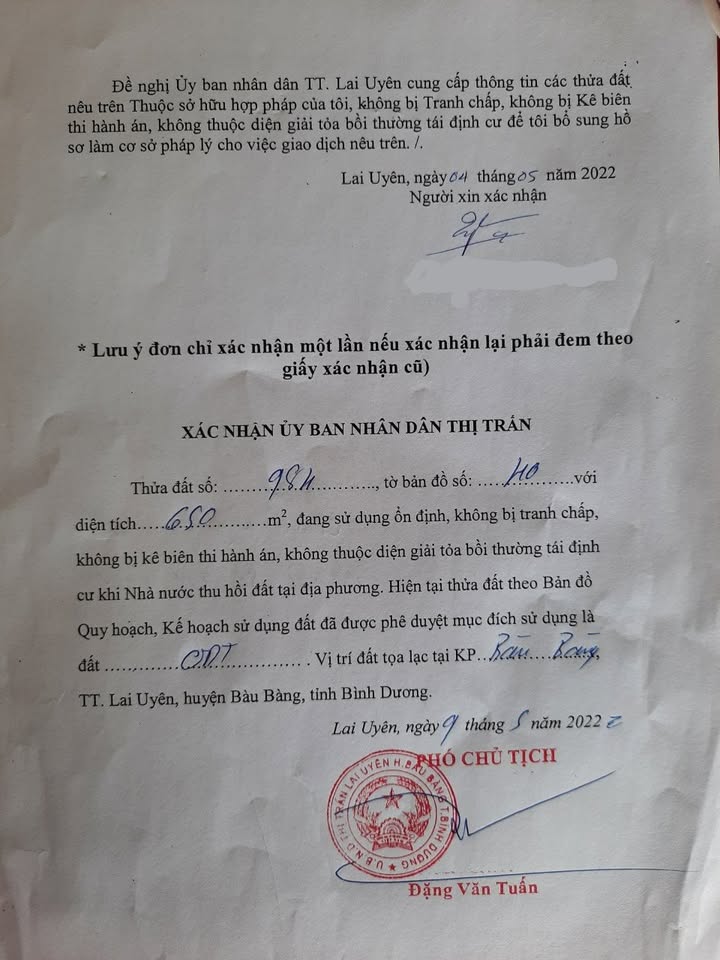 Đề nghị Ủy ban nhân dân TT. Lai Uyên cung cấp thông tin các thửa đất
nêu trên Thuộc sở hữu hợp pháp của tôi, không bị Tranh chấp, không bị Kê biên
thi hành án, không thuộc diện giải tỏa bồi thường tái định cư để tôi bổ sung hồ
sơ làm cơ sở pháp lý cho việc giao dịch nêu trên. /.
Lai Uyên, ngày 04 tháng 05 năm 2022
Người xin xác nhận
* Lưu ý đơn chỉ xác nhận một lần nếu xác nhận lại phải đem theo
giấy xác nhận cũ)
XÁC NHẬN ỦY BAN NHÂN DÂN THỊ TRẤN
Thửa đất số: ......984............, tờ bản đồ số: .....40.........với
diện tích.....650............m², đang sử dụng ổn định, không bị tranh chấp,
không bị kê biên thi hành án, không thuộc diện giải tỏa bồi thường tái định
cư khi Nhà nước thu hồi đất tại địa phương. Hiện tại thửa đất theo Bản đồ
Quy hoạch, Kế hoạch sử dụng đất đã được phê duyệt mục đích sử dụng là
đất ............ODT............ . Vị trí đất tọa lạc tại KP..Bàu.....Bàng,
TT. Lai Uyên, huyện Bàu Bàng, tỉnh Bình Dương.
Lai Uyên, ngày 9 tháng 5 năm 2022
PHÓ CHỦ TỊCH
U.B.N.D THỊ TRẤN LAI UYÊN H.BÀU BÀNG T.BÌNH DƯƠNG
Đặng Văn Tuấn